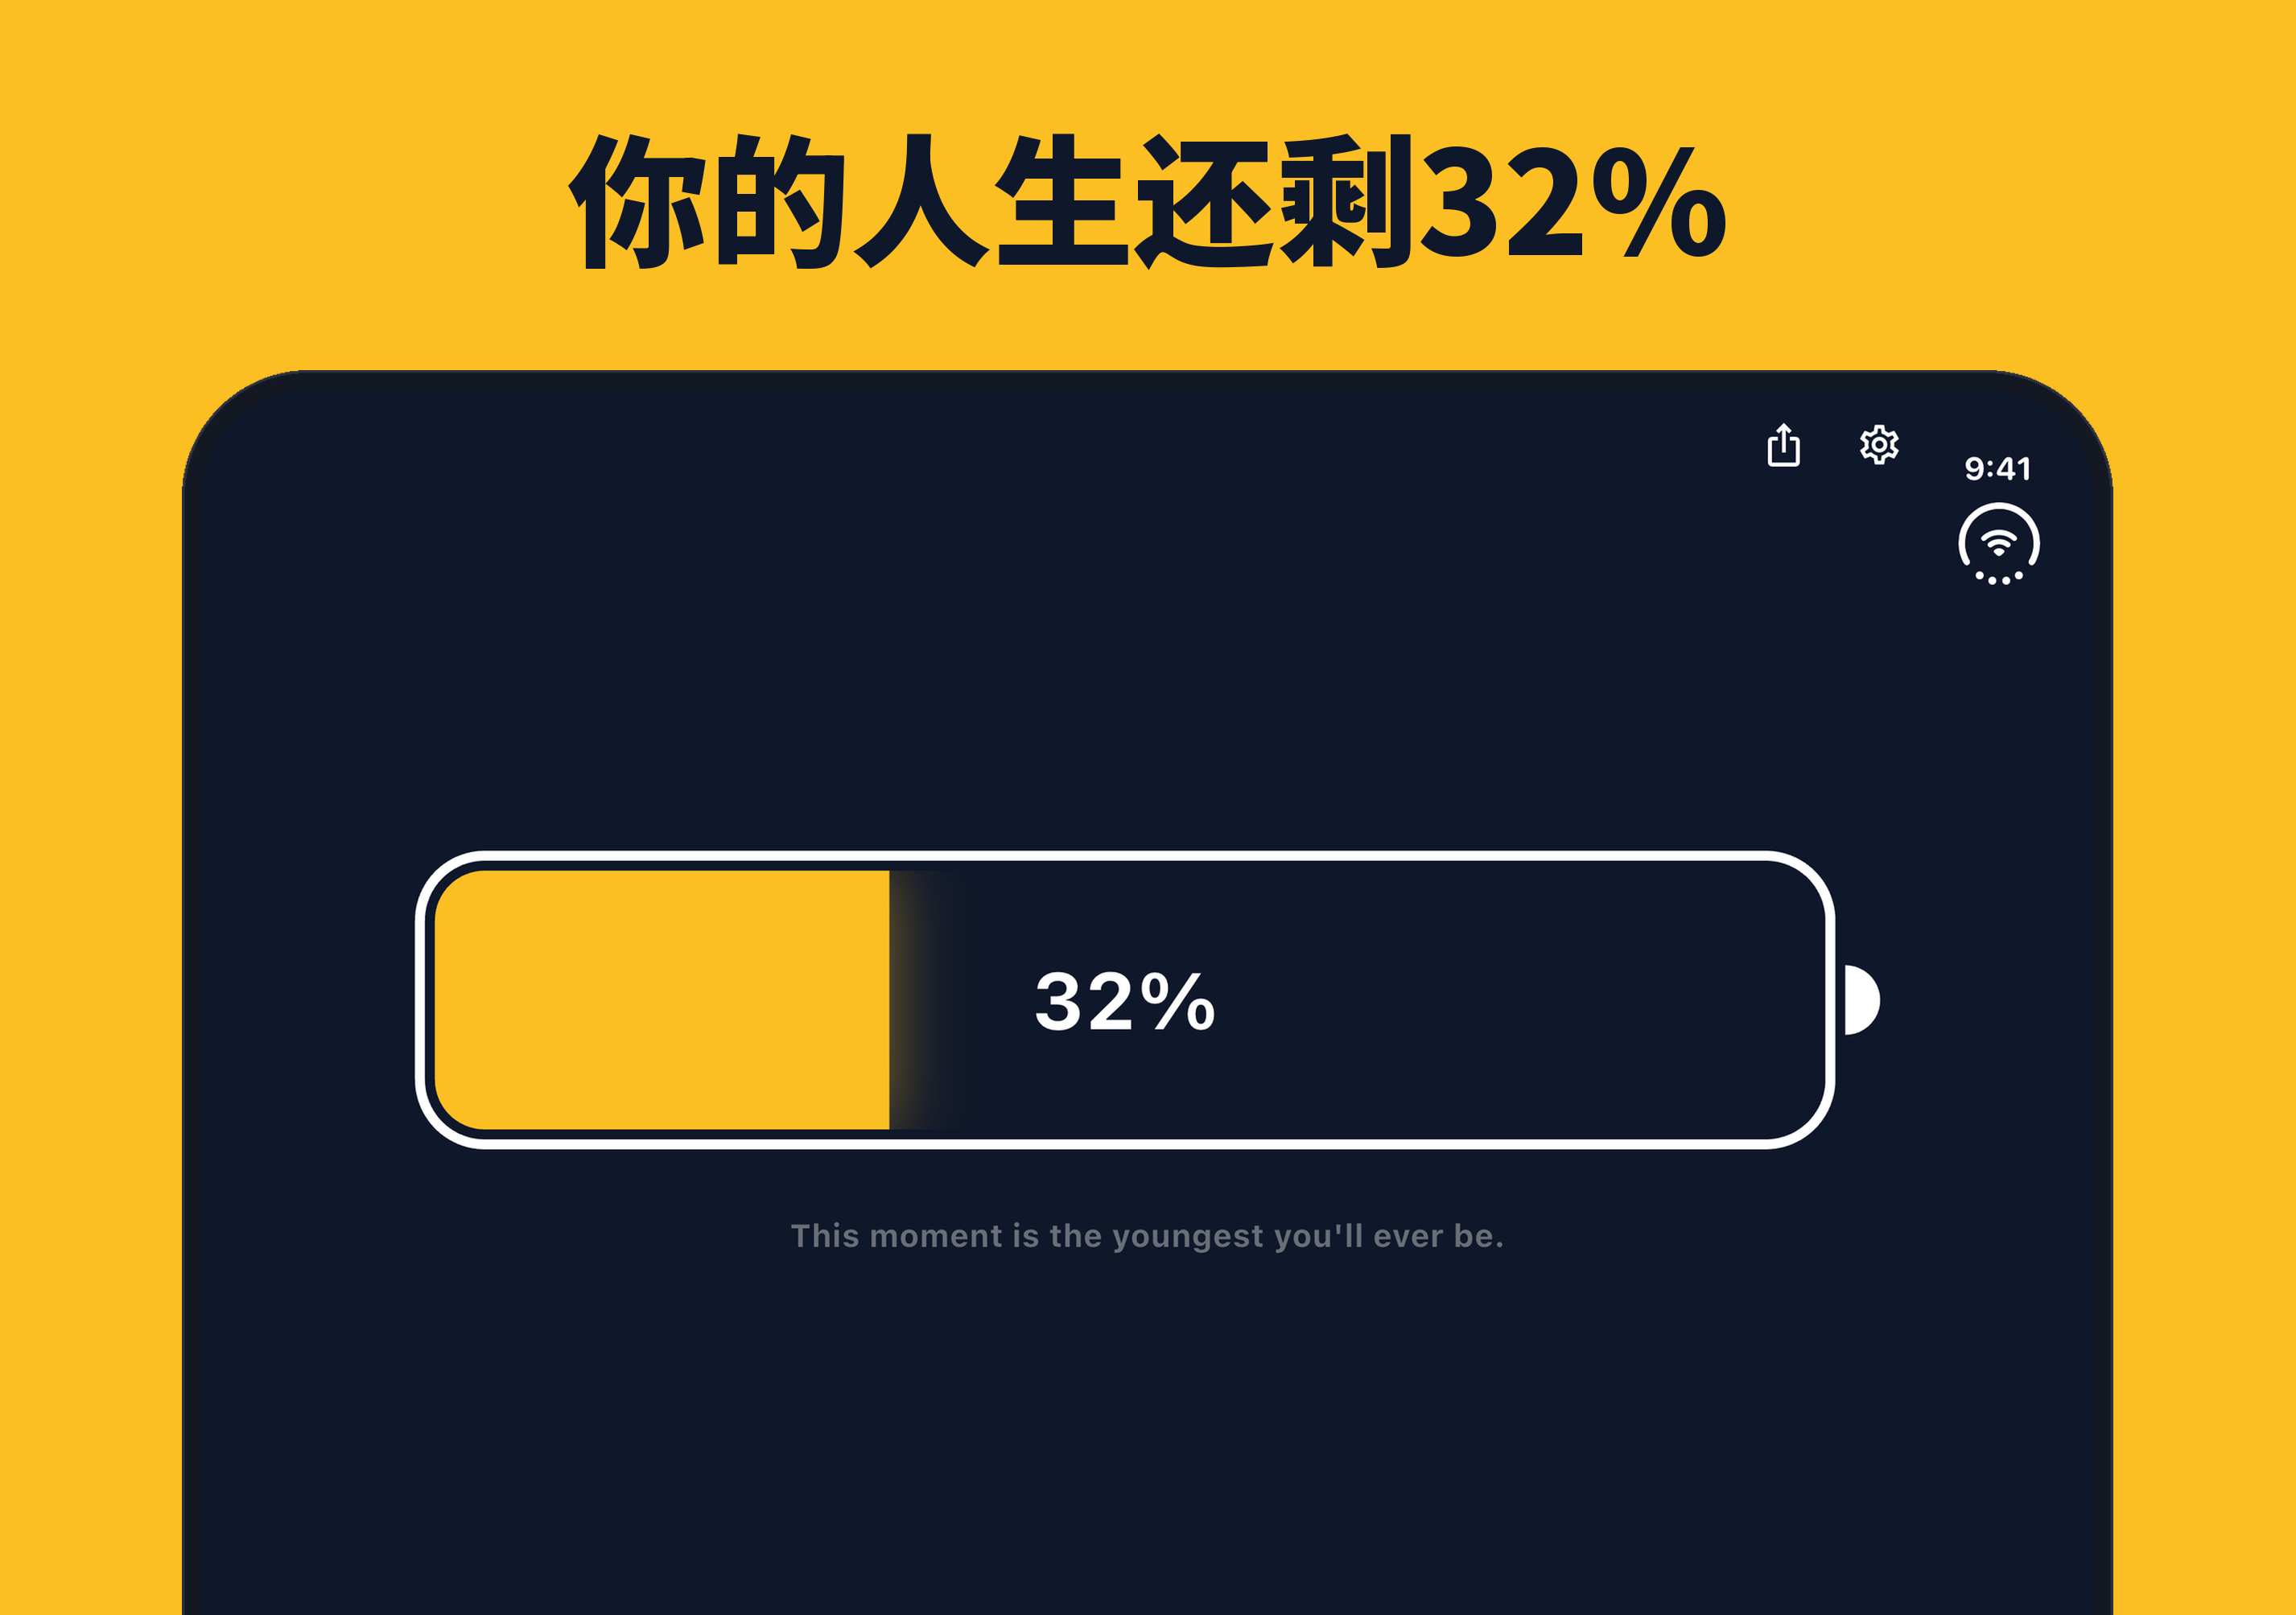 你的人生还剩32%
9:41
32%
This moment is the youngest you'll ever be.